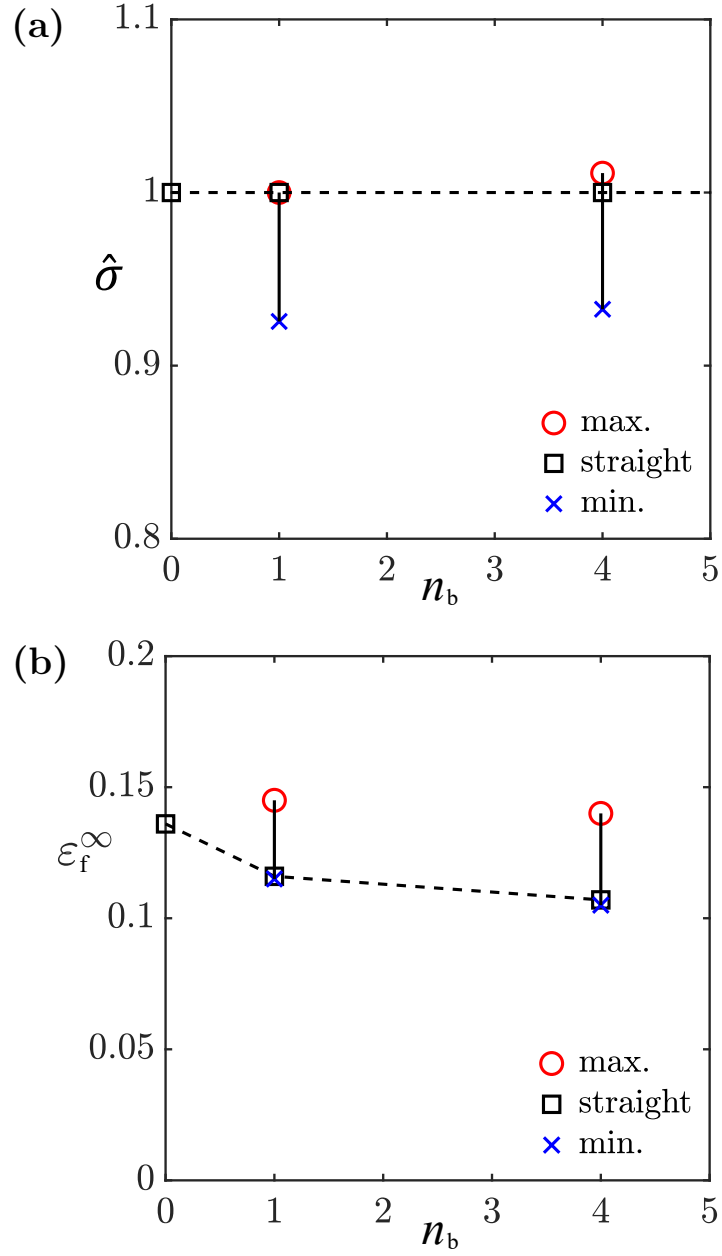 (a)
1.1
1
σ̂
0.9
0.8
max.
straight
min.
0 1 2 3 4 5
n_b
(b)
0.2
0.15
ε_f^∞
0.1
0.05
0
max.
straight
min.
0 1 2 3 4 5
n_b